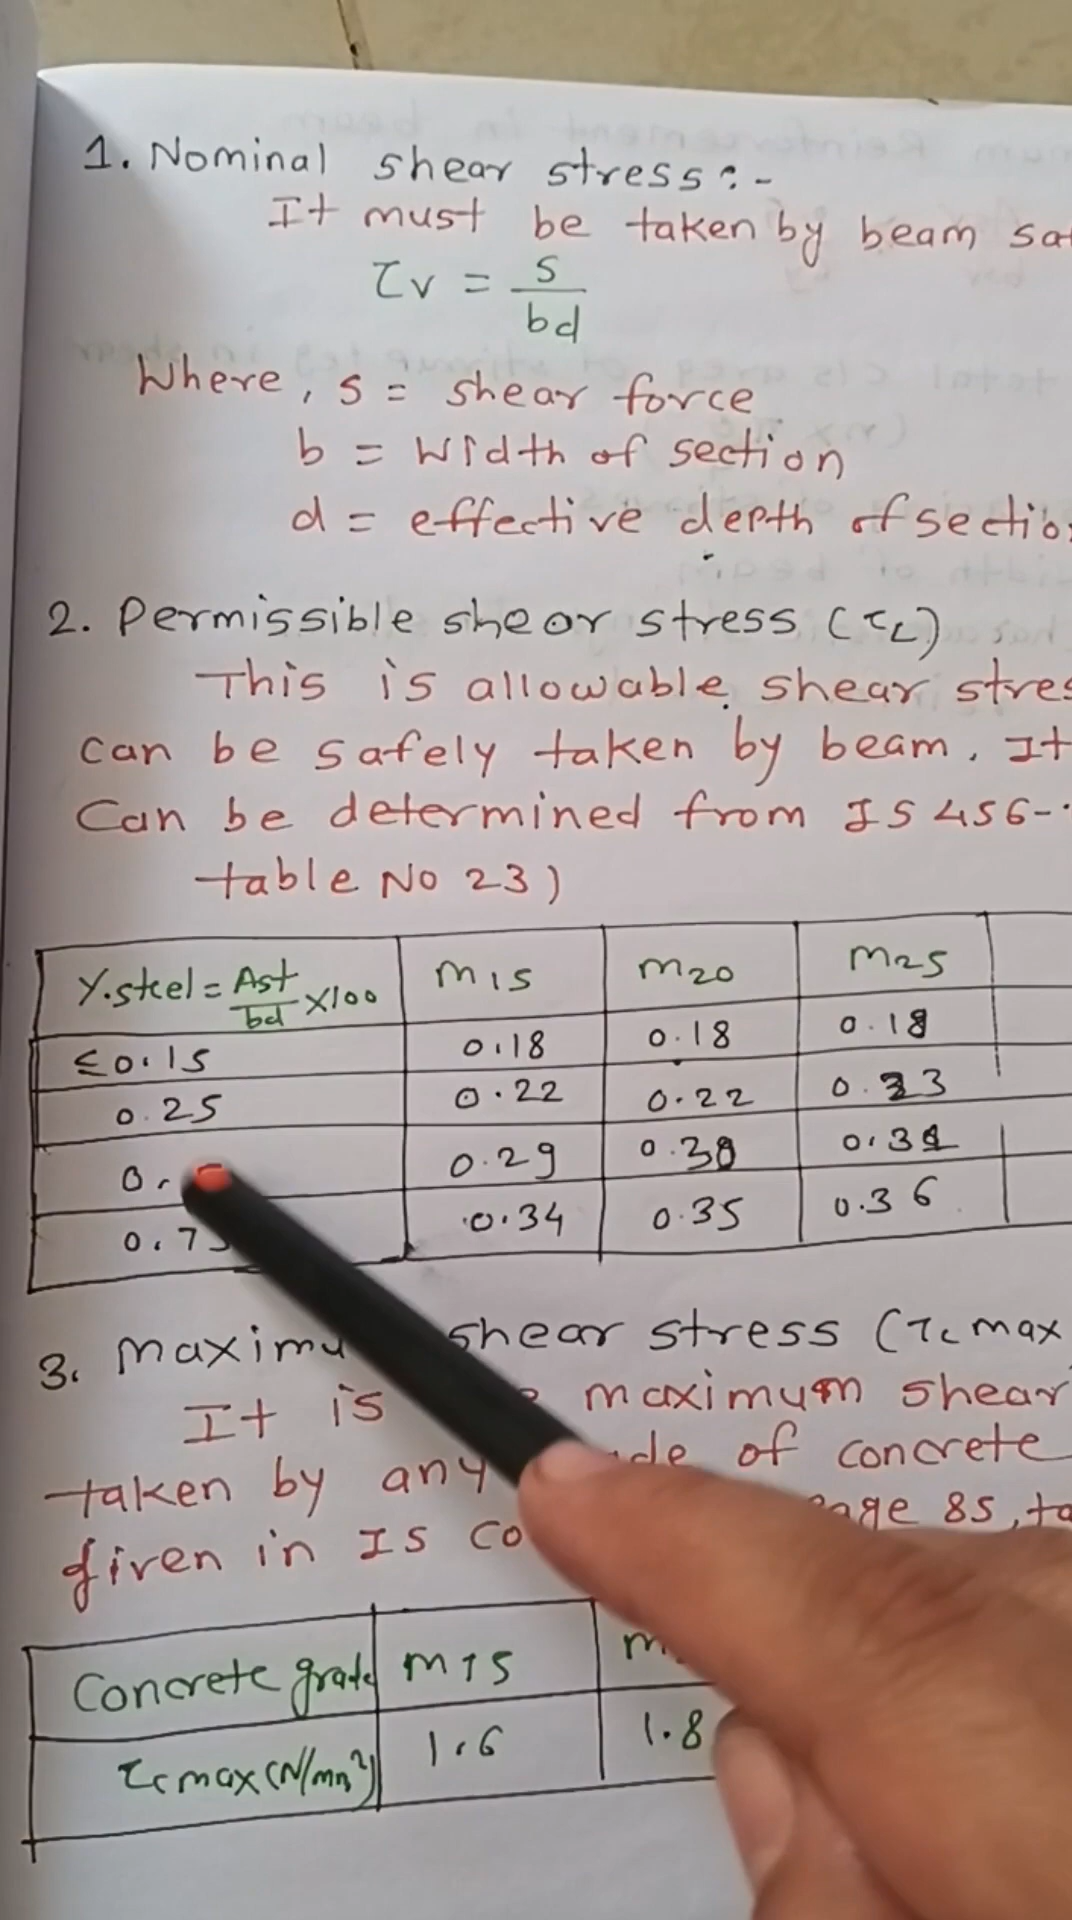 1. Nominal shear stress:-
It must be taken by beam
τv = s/bd
Where, s = shear force
b = width of section
d = effective depth of
2. Permissible shear stress (τc)
This is allowable shear
can be safely taken by beam. It
Can be determined from IS 456-
table No 23)
%.steel = Ast/bd ×100 M15 M20 M25
≤0.15 0.18 0.18 0.18
0.25 0.22 0.22 0.23
0.29 0.30 0.31
0.75 0.34 0.35 0.36
3. shear stress (τc max
It is maximum shear
taken by any of concrete
given in IS 85,
Concrete grade M15
τc max (N/mm²) 1.6 1.8